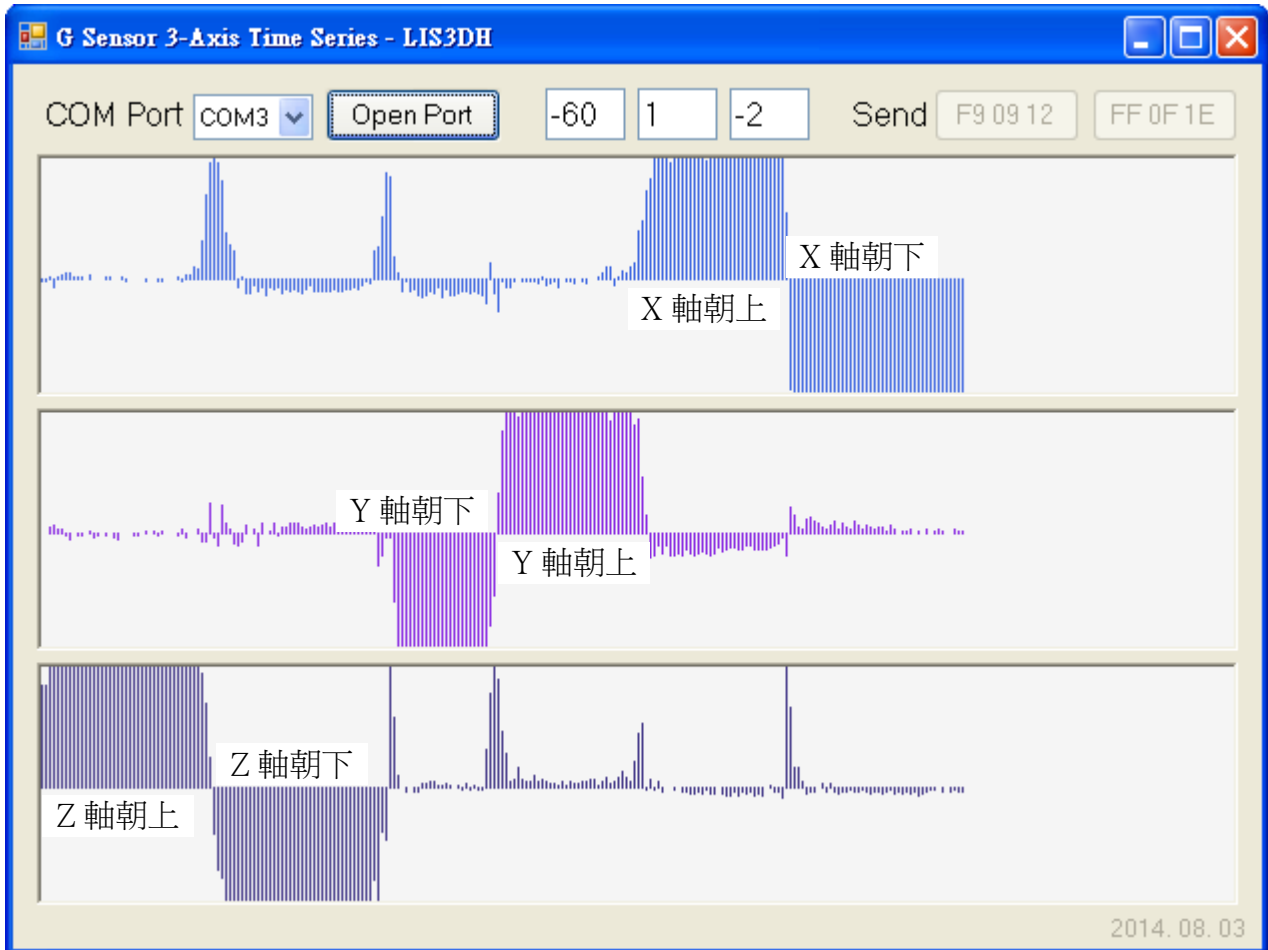 G Sensor 3-Axis Time Series - LIS3DH
COM Port COM3 Open Port -60 1 -2 Send F9 09 12 FF 0F 1E
X 軸朝下
X 軸朝上
Y 軸朝下
Y 軸朝上
Z 軸朝下
Z 軸朝上
2014. 08. 03